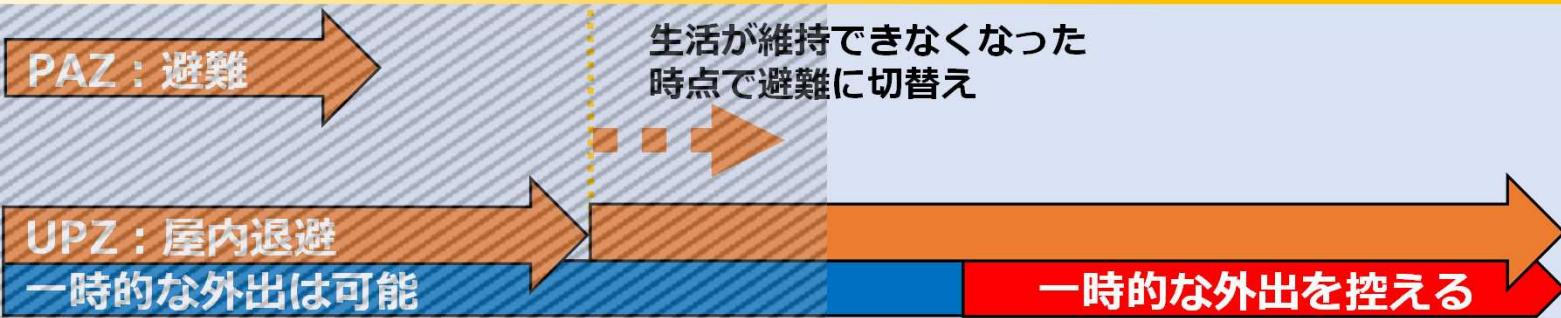 PAZ：避難
生活が維持できなくなった
時点で避難に切替え
UPZ：屋内退避
一時的な外出は可能
一時的な外出を控える